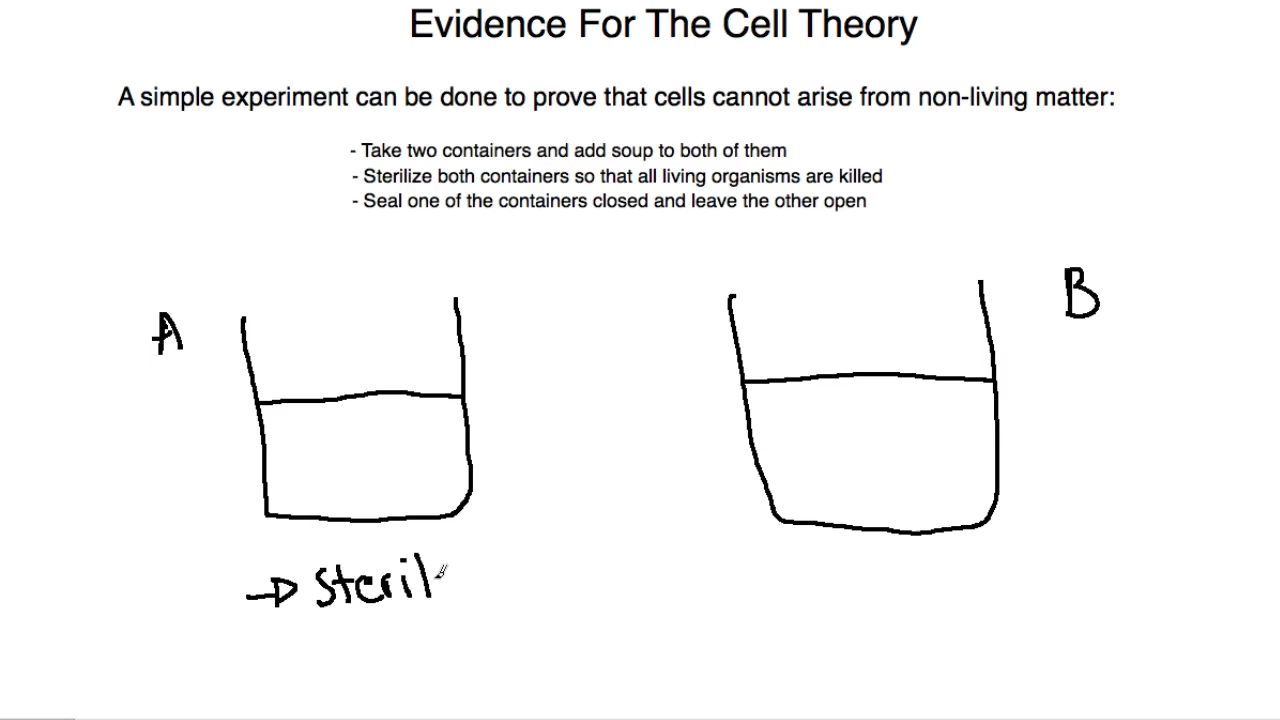 Evidence For The Cell Theory
A simple experiment can be done to prove that cells cannot arise from non-living matter:
- Take two containers and add soup to both of them
- Sterilize both containers so that all living organisms are killed
- Seal one of the containers closed and leave the other open
A
B
→ Steril